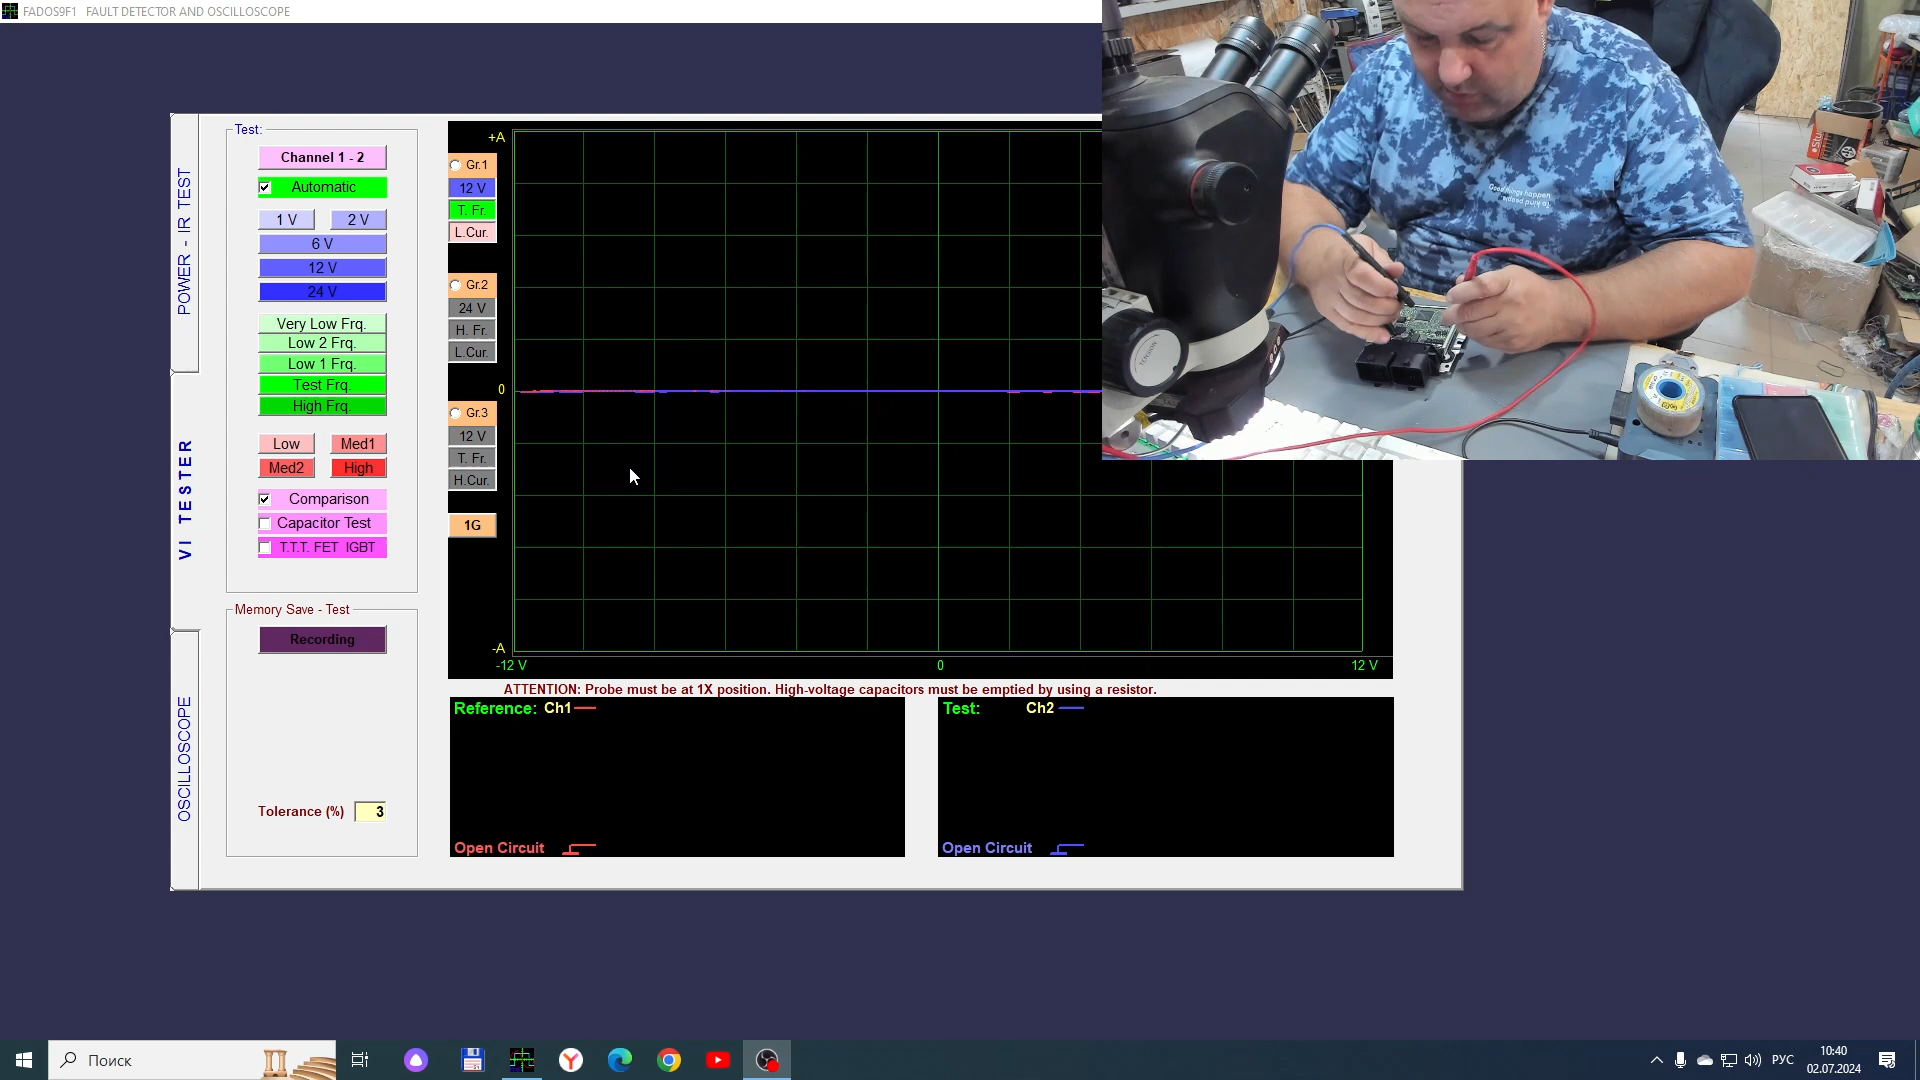 FADOS9F1 FAULT DETECTOR AND OSCILLOSCOPE
POWER - IR TEST
VI TESTER
OSCILLOSCOPE
Test:
Channel 1 - 2
Automatic
1 V
2 V
6 V
12 V
24 V
Very Low Frq.
Low 2 Frq.
Low 1 Frq.
Test Frq.
High Frq.
Low
Med1
Med2
High
Comparison
Capacitor Test
T.T.T. FET IGBT
Memory Save - Test
Recording
Tolerance (%)
3
Gr.1
12 V
T. Fr.
L.Cur.
Gr.2
24 V
H. Fr.
L.Cur.
Gr.3
12 V
T. Fr.
H.Cur.
1G
+A
0
-A
-12 V
0
12 V
ATTENTION: Probe must be at 1X position. High-voltage capacitors must be emptied by using a resistor.
Reference: Ch1
Open Circuit
Test: Ch2
Open Circuit
Good things happen
TENSION
Поиск
РУС
10:40
02.07.2024